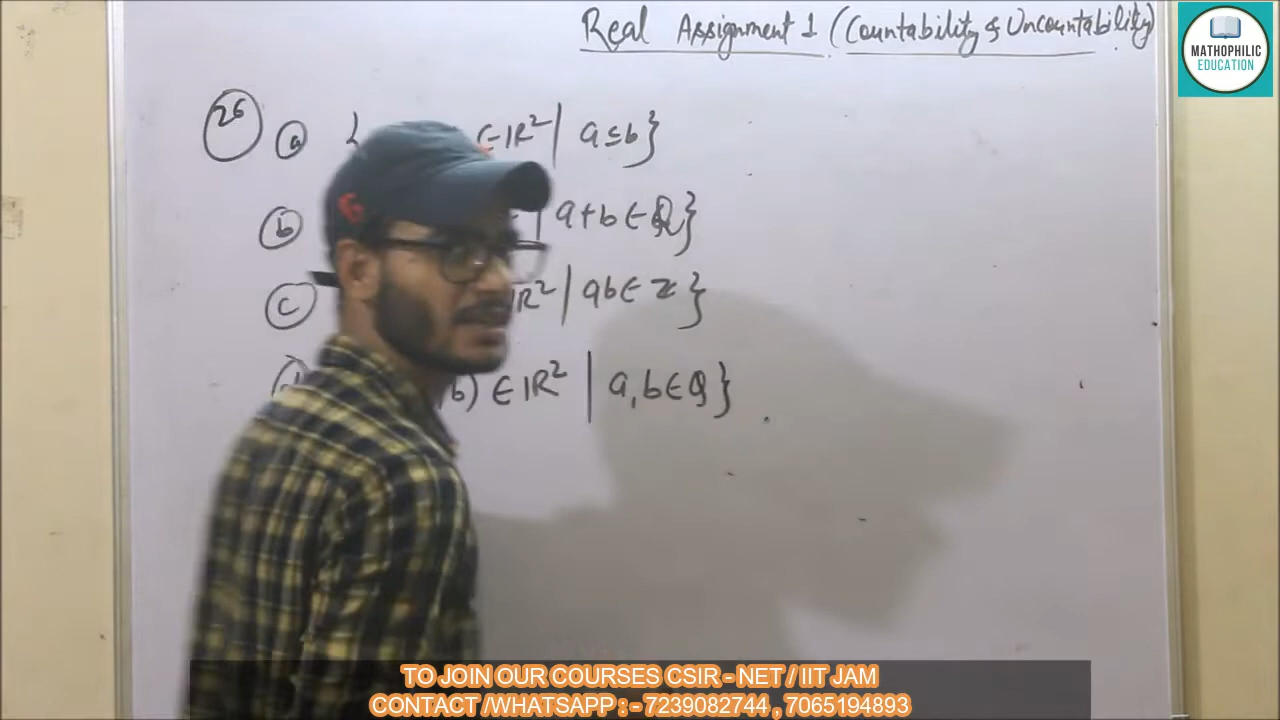 Real Assignment 1 (Countability & Uncountability)
MATHOPHILIC
EDUCATION
26 a { ∈ IR² | a≤b}
b | a+b ∈ Q}
c IR² | ab ∈ Z}
b) ∈ IR² | a,b ∈ Q}
TO JOIN OUR COURSES CSIR - NET / IIT JAM
CONTACT /WHATSAPP : - 7239082744 , 7065194893